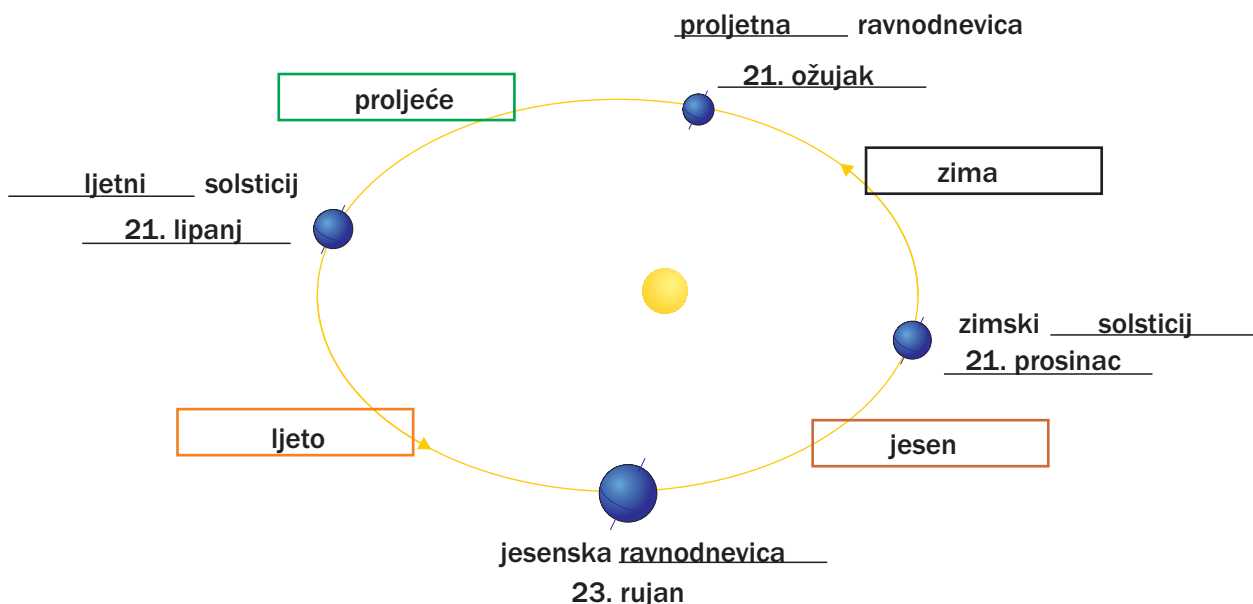 proljetna ravnodnevica
21. ožujak
proljeće
zima
ljetni solsticij
21. lipanj
zimski solsticij
21. prosinac
ljeto
jesen
jesenska ravnodnevica
23. rujan